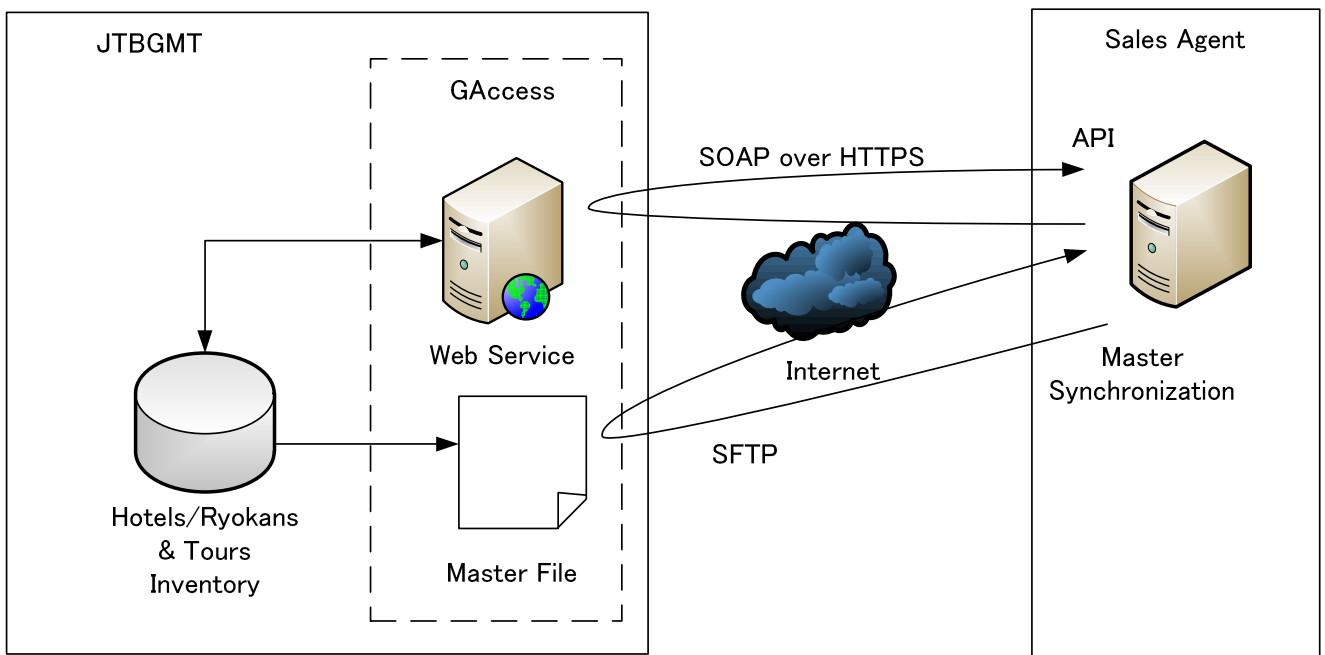 JTBGMT
GAccess
Web Service
Hotels/Ryokans
& Tours
Inventory
Master File
SOAP over HTTPS
Internet
SFTP
Sales Agent
API
Master
Synchronization